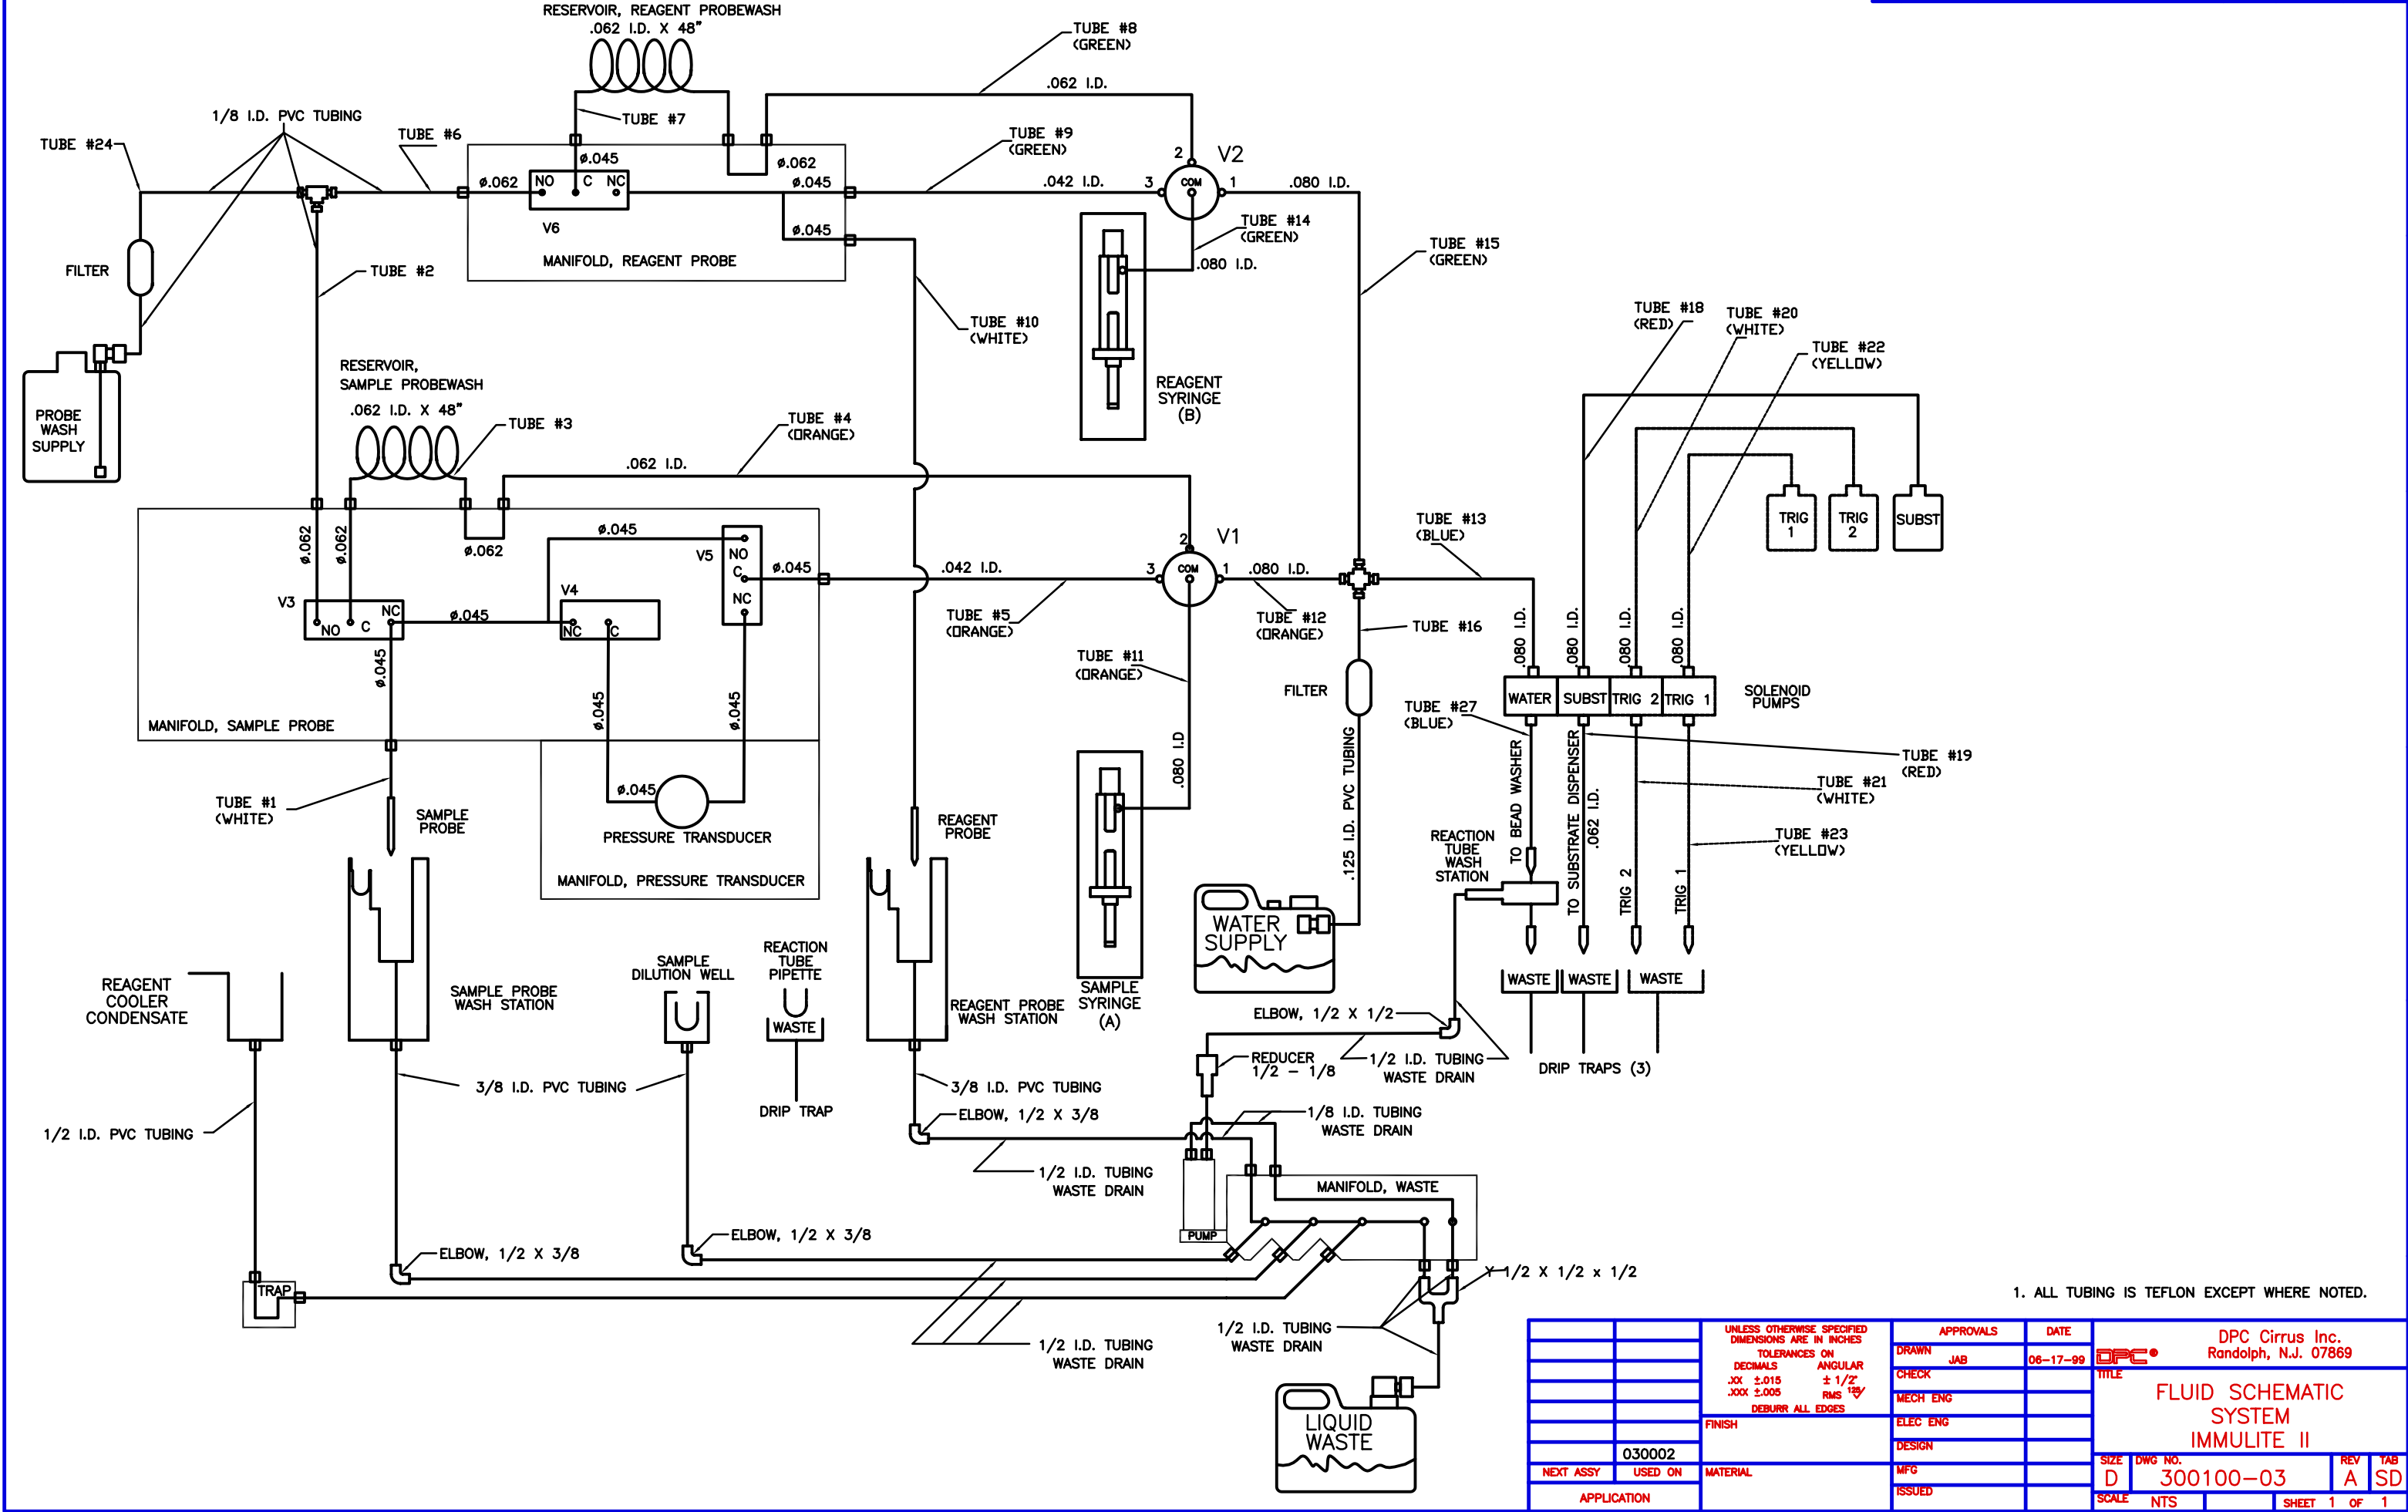 RESERVOIR, REAGENT PROBEWASH
.062 I.D. X 48"
TUBE #8
(GREEN)
.062 I.D.
1/8 I.D. PVC TUBING
TUBE #7
TUBE #24
TUBE #6
TUBE #9
(GREEN)
ø.045
ø.062
2
V2
ø.062
NO
C
NC
ø.045
.042 I.D.
3
COM
1
.080 I.D.
V6
ø.045
TUBE #14
(GREEN)
TUBE #15
(GREEN)
MANIFOLD, REAGENT PROBE
.080 I.D.
FILTER
TUBE #2
TUBE #10
(WHITE)
TUBE #18
(RED)
TUBE #20
(WHITE)
TUBE #22
(YELLOW)
RESERVOIR,
SAMPLE PROBEWASH
.062 I.D. X 48"
REAGENT
SYRINGE
(B)
PROBE
WASH
SUPPLY
TUBE #3
TUBE #4
(ORANGE)
.062 I.D.
TRIG
1
TRIG
2
SUBST
TUBE #13
(BLUE)
ø.062
ø.062
ø.062
ø.045
V5
NO
C
NC
ø.045
.042 I.D.
2
V1
3
COM
1
.080 I.D.
V3
NO
C
NC
ø.045
V4
NC
C
TUBE #5
(ORANGE)
TUBE #12
(ORANGE)
TUBE #16
.080 I.D.
.080 I.D.
.080 I.D.
.080 I.D.
ø.045
TUBE #11
(ORANGE)
ø.045
ø.045
FILTER
WATER
SUBST
TRIG 2
TRIG 1
SOLENOID
PUMPS
TUBE #27
(BLUE)
MANIFOLD, SAMPLE PROBE
.080 I.D
.125 I.D. PVC TUBING
TO BEAD WASHER
TO SUBSTRATE DISPENSER
.062 I.D.
TRIG 2
TRIG 1
TUBE #19
(RED)
TUBE #21
(WHITE)
TUBE #23
(YELLOW)
TUBE #1
(WHITE)
SAMPLE
PROBE
ø.045
PRESSURE TRANSDUCER
MANIFOLD, PRESSURE TRANSDUCER
REAGENT
PROBE
REACTION
TUBE
WASH
STATION
WATER
SUPPLY
REAGENT
COOLER
CONDENSATE
SAMPLE PROBE
WASH STATION
SAMPLE
DILUTION WELL
REACTION
TUBE
PIPETTE
WASTE
REAGENT PROBE
WASH STATION
SAMPLE
SYRINGE
(A)
WASTE
WASTE
WASTE
ELBOW, 1/2 X 1/2
REDUCER
1/2 - 1/8
1/2 I.D. TUBING
WASTE DRAIN
DRIP TRAPS (3)
3/8 I.D. PVC TUBING
DRIP TRAP
3/8 I.D. PVC TUBING
ELBOW, 1/2 X 3/8
1/8 I.D. TUBING
WASTE DRAIN
1/2 I.D. PVC TUBING
1/2 I.D. TUBING
WASTE DRAIN
MANIFOLD, WASTE
PUMP
ELBOW, 1/2 X 3/8
ELBOW, 1/2 X 3/8
TRAP
Y 1/2 X 1/2 x 1/2
1/2 I.D. TUBING
WASTE DRAIN
1/2 I.D. TUBING
WASTE DRAIN
LIQUID
WASTE
1. ALL TUBING IS TEFLON EXCEPT WHERE NOTED.
UNLESS OTHERWISE SPECIFIED
DIMENSIONS ARE IN INCHES
TOLERANCES ON
DECIMALS ANGULAR
.XX ±.015 ± 1/2°
.XXX ±.005 RMS 125
DEBURR ALL EDGES
FINISH
MATERIAL
030002
NEXT ASSY USED ON
APPLICATION
APPROVALS DATE
DRAWN JAB 06-17-99
CHECK
MECH ENG
ELEC ENG
DESIGN
MFG
ISSUED
DPC
DPC Cirrus Inc.
Randolph, N.J. 07869
TITLE
FLUID SCHEMATIC
SYSTEM
IMMULITE II
SIZE D
DWG NO. 300100-03
REV A
TAB SD
SCALE NTS
SHEET 1 OF 1